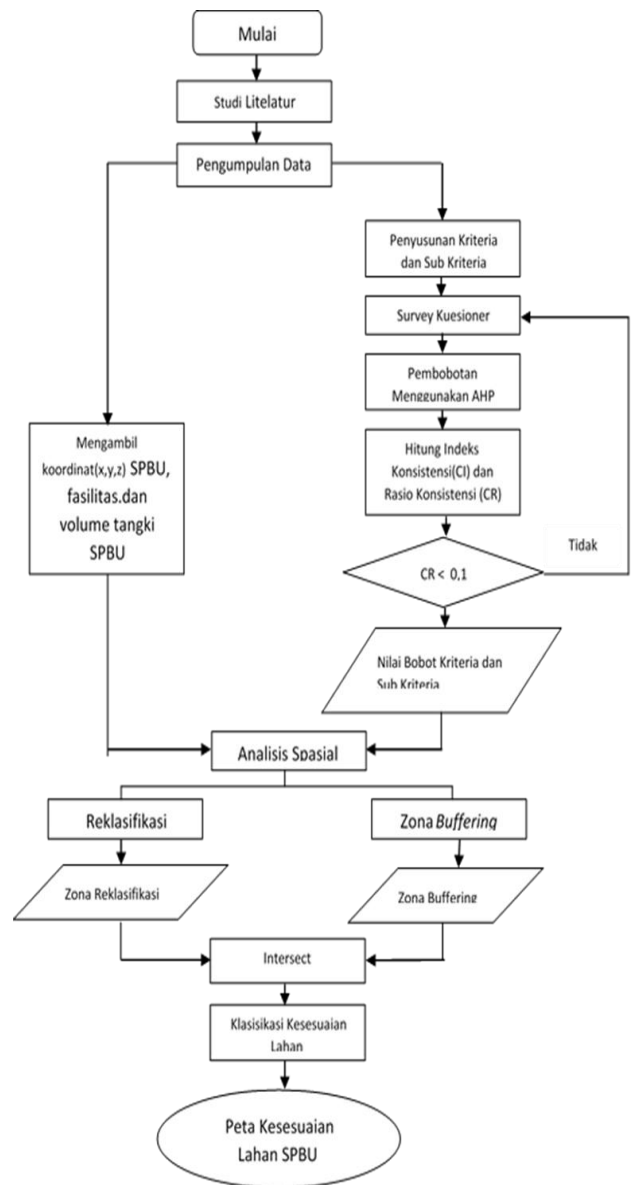 Mulai
Studi Litelatur
Pengumpulan Data
Penyusunan Kriteria
dan Sub Kriteria
Survey Kuesioner
Pembobotan
Menggunakan AHP
Mengambil
koordinat(x,y,z) SPBU,
fasilitas.dan
volume tangki
SPBU
Hitung Indeks
Konsistensi(CI) dan
Rasio Konsistensi (CR)
Tidak
CR < 0,1
Nilai Bobot Kriteria dan
Sub Kriteria
Analisis Spasial
Reklasifikasi
Zona Buffering
Zona Reklasifikasi
Zona Buffering
Intersect
Klasisikasi Kesesuaian
Lahan
Peta Kesesuaian
Lahan SPBU